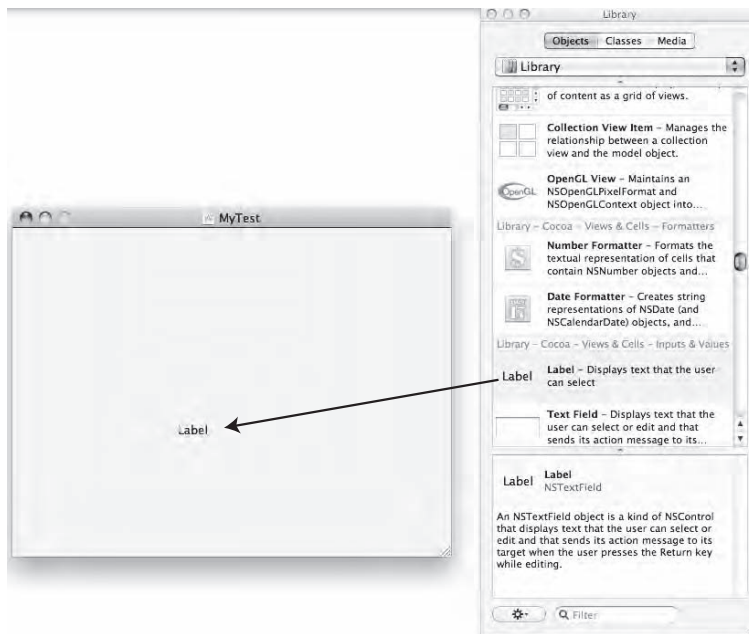 Library
Objects Classes Media
Library
of content as a grid of views.
Collection View Item – Manages the
relationship between a collection
view and the model object.
OpenGL
OpenGL View – Maintains an
NSOpenGLPixelFormat and
NSOpenGLContext object into...
Library – Cocoa – Views & Cells – Formatters
Number Formatter – Formats the
textual representation of cells that
contain NSNumber objects and...
Date Formatter – Creates string
representations of NSDate (and
NSCalendarDate) objects, and...
Library – Cocoa – Views & Cells – Inputs & Values
Label
Label – Displays text that the user
can select
Text Field – Displays text that the
user can select or edit and that
sends its action message to its...
Label
Label
NSTextField
An NSTextField object is a kind of NSControl
that displays text that the user can select or
edit and that sends its action message to its
target when the user presses the Return key
while editing.
Filter
MyTest
Label